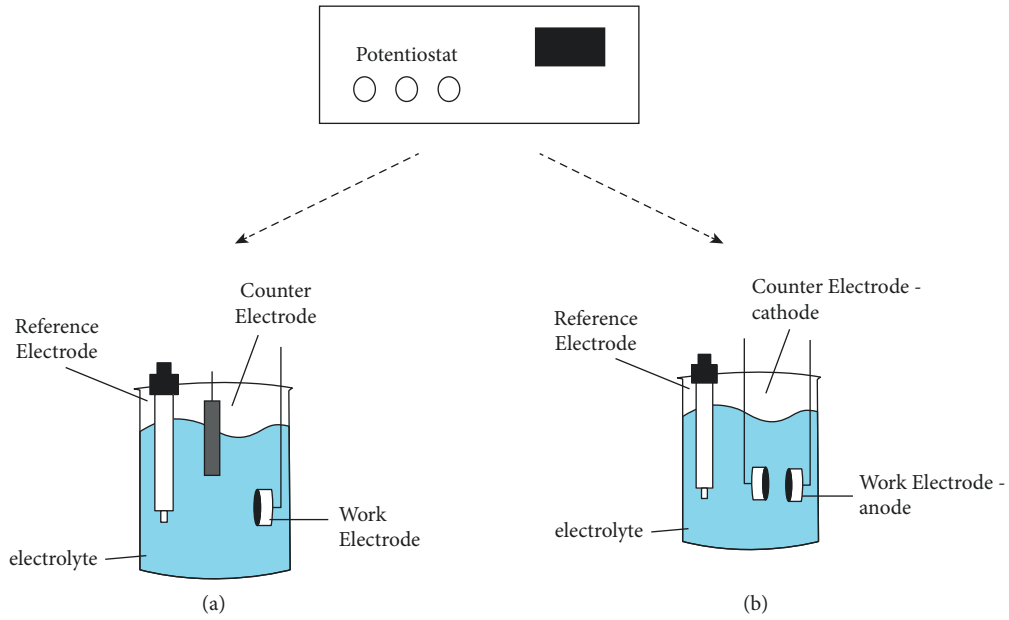 Potentiostat
Counter
Electrode
Reference
Electrode
Work
Electrode
electrolyte
(a)
Counter Electrode -
cathode
Reference
Electrode
Work Electrode -
anode
electrolyte
(b)